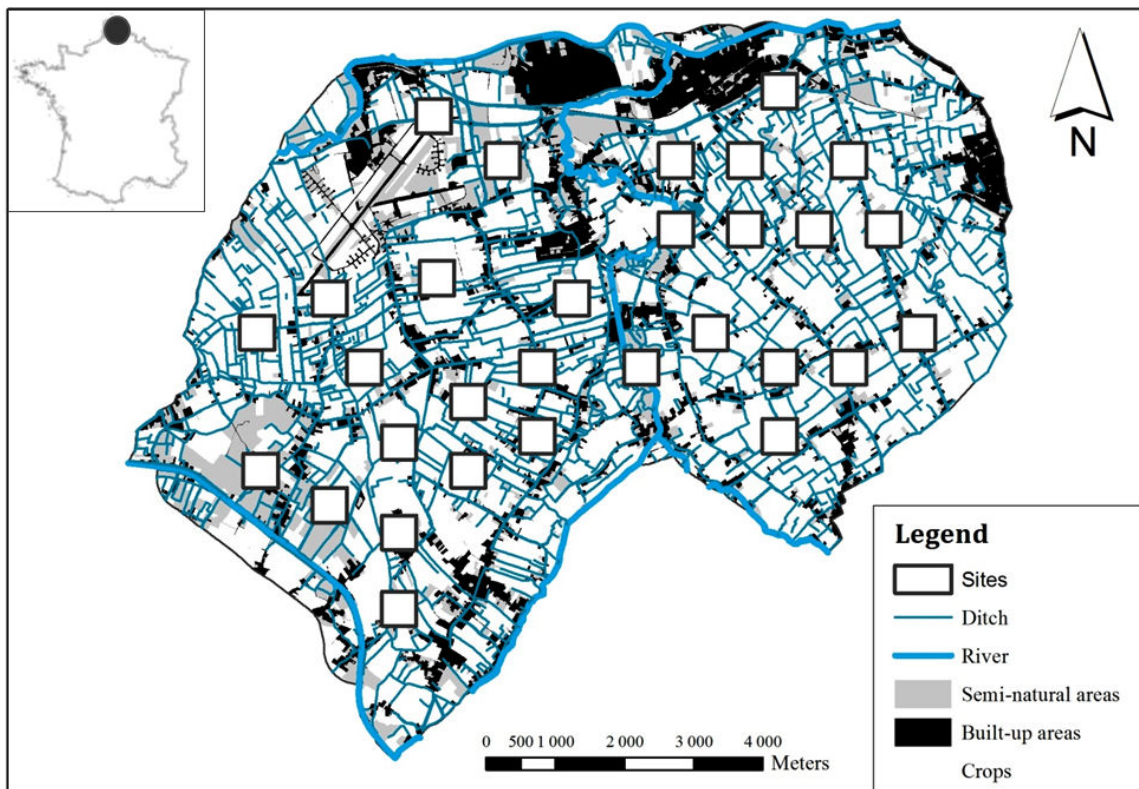 N
Legend
Sites
Ditch
River
Semi-natural areas
Built-up areas
Crops
0 500 1 000 2 000 3 000 4 000
Meters